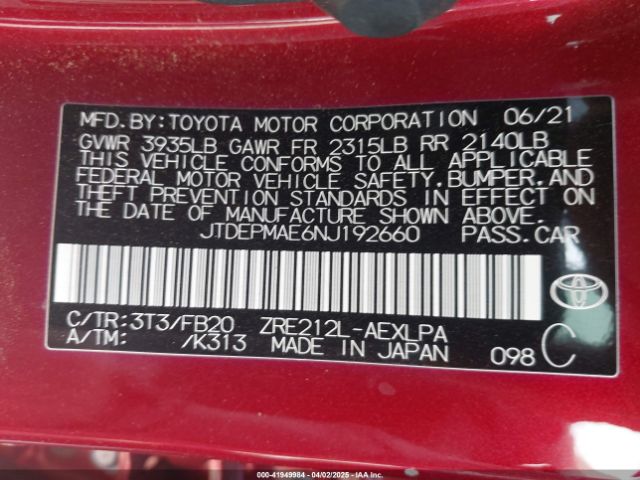 MFD.BY:TOYOTA MOTOR CORPORATION 06/21
GVWR 3935LB GAWR FR 2315LB RR 2140LB
THIS VEHICLE CONFORMS TO ALL APPLICABLE
FEDERAL MOTOR VEHICLE SAFETY,BUMPER,AND
THEFT PREVENTION STANDARDS IN EFFECT ON
THE DATE OF MANUFACTURE SHOWN ABOVE.
JTDEPMAE6NJ192660 PASS.CAR
C/TR:3T3/FB20 ZRE212L-AEXLPA
A/TM: /K313 MADE IN JAPAN 098 C
000-41949984 - 04/02/2025 - IAAI.COM